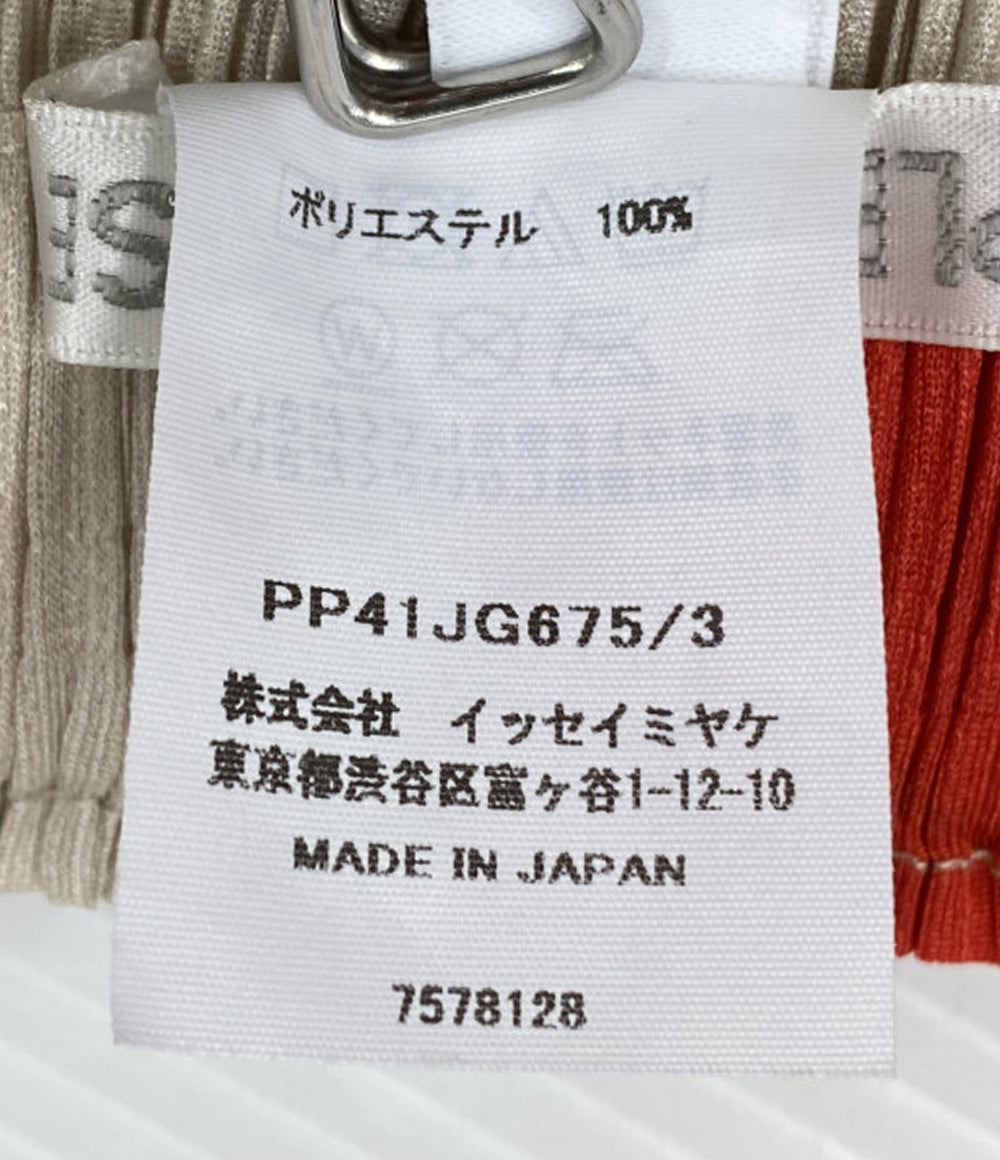 ポリエステル 100%
PP41JG675/3
株式会社 イッセイミヤケ
東京都渋谷区富ヶ谷1-12-10
MADE IN JAPAN
7578128